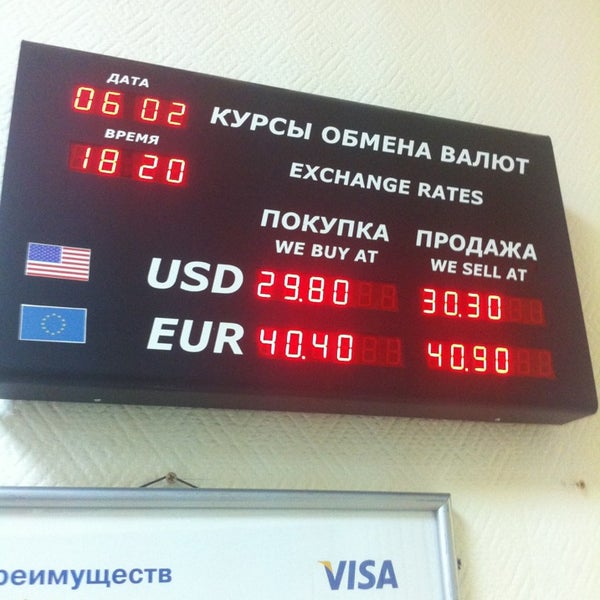 ДАТА
06 02
ВРЕМЯ
18 20
КУРСЫ ОБМЕНА ВАЛЮТ
EXCHANGE RATES
ПОКУПКА
WE BUY AT
ПРОДАЖА
WE SELL AT
USD 29.80 30.30
EUR 40.40 40.90
VISA